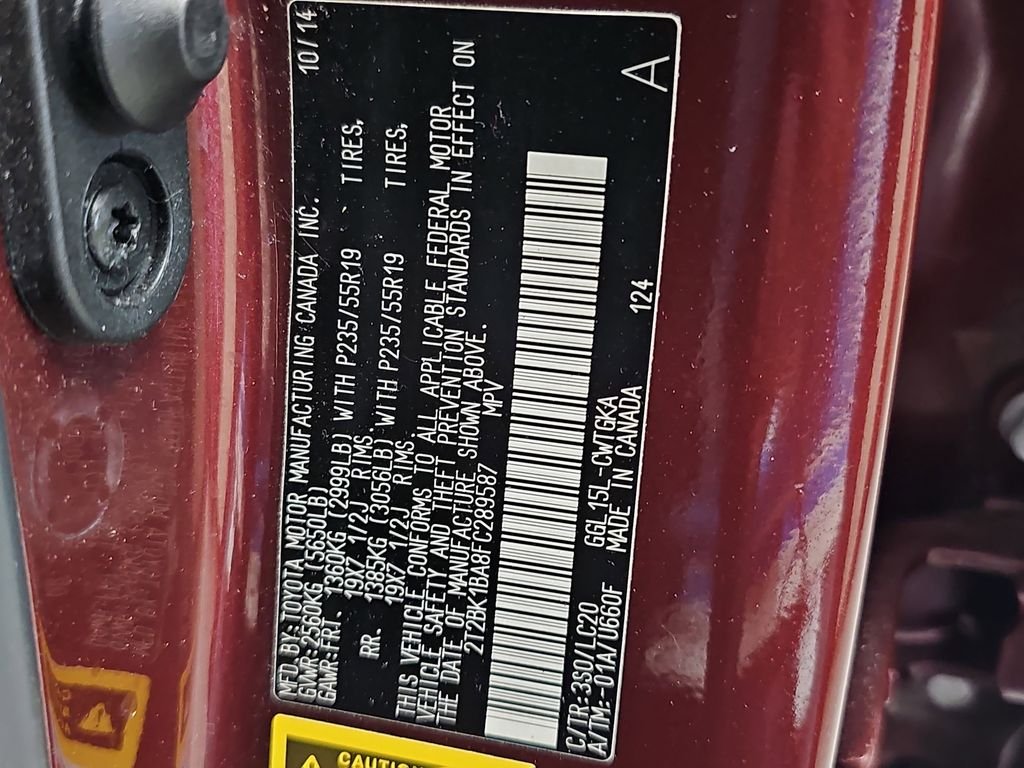 MFD.BY:TOYOTA MOTOR MANUFACTURING CANADA INC. 10/14
GVWR:2560KG (5650LB)
GAWR:FRT. 1360KG (2999LB) WITH P235/55R19 TIRES,
19X7 1/2J RIMS.
RR. 1385KG (3056LB) WITH P235/55R19 TIRES,
19X7 1/2J RIMS.
THIS VEHICLE CONFORMS TO ALL APPLICABLE FEDERAL MOTOR
VEHICLE SAFETY AND THEFT PREVENTION STANDARDS IN EFFECT ON
THE DATE OF MANUFACTURE SHOWN ABOVE.
2T2BK1BA8FC289587 MPV
C/TR:3S0/LC20 GGL15L-CWTGKA 124 A
A/TM:-01A/U660F MADE IN CANADA
CAUTION